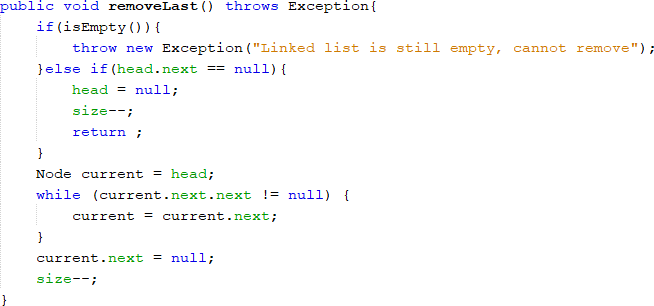 public void removeLast() throws Exception{
    if(isEmpty()){
        throw new Exception("Linked list is still empty, cannot remove");
    }else if(head.next == null){
        head = null;
        size--;
        return ;
    }
    Node current = head;
    while (current.next.next != null) {
        current = current.next;
    }
    current.next = null;
    size--;
}